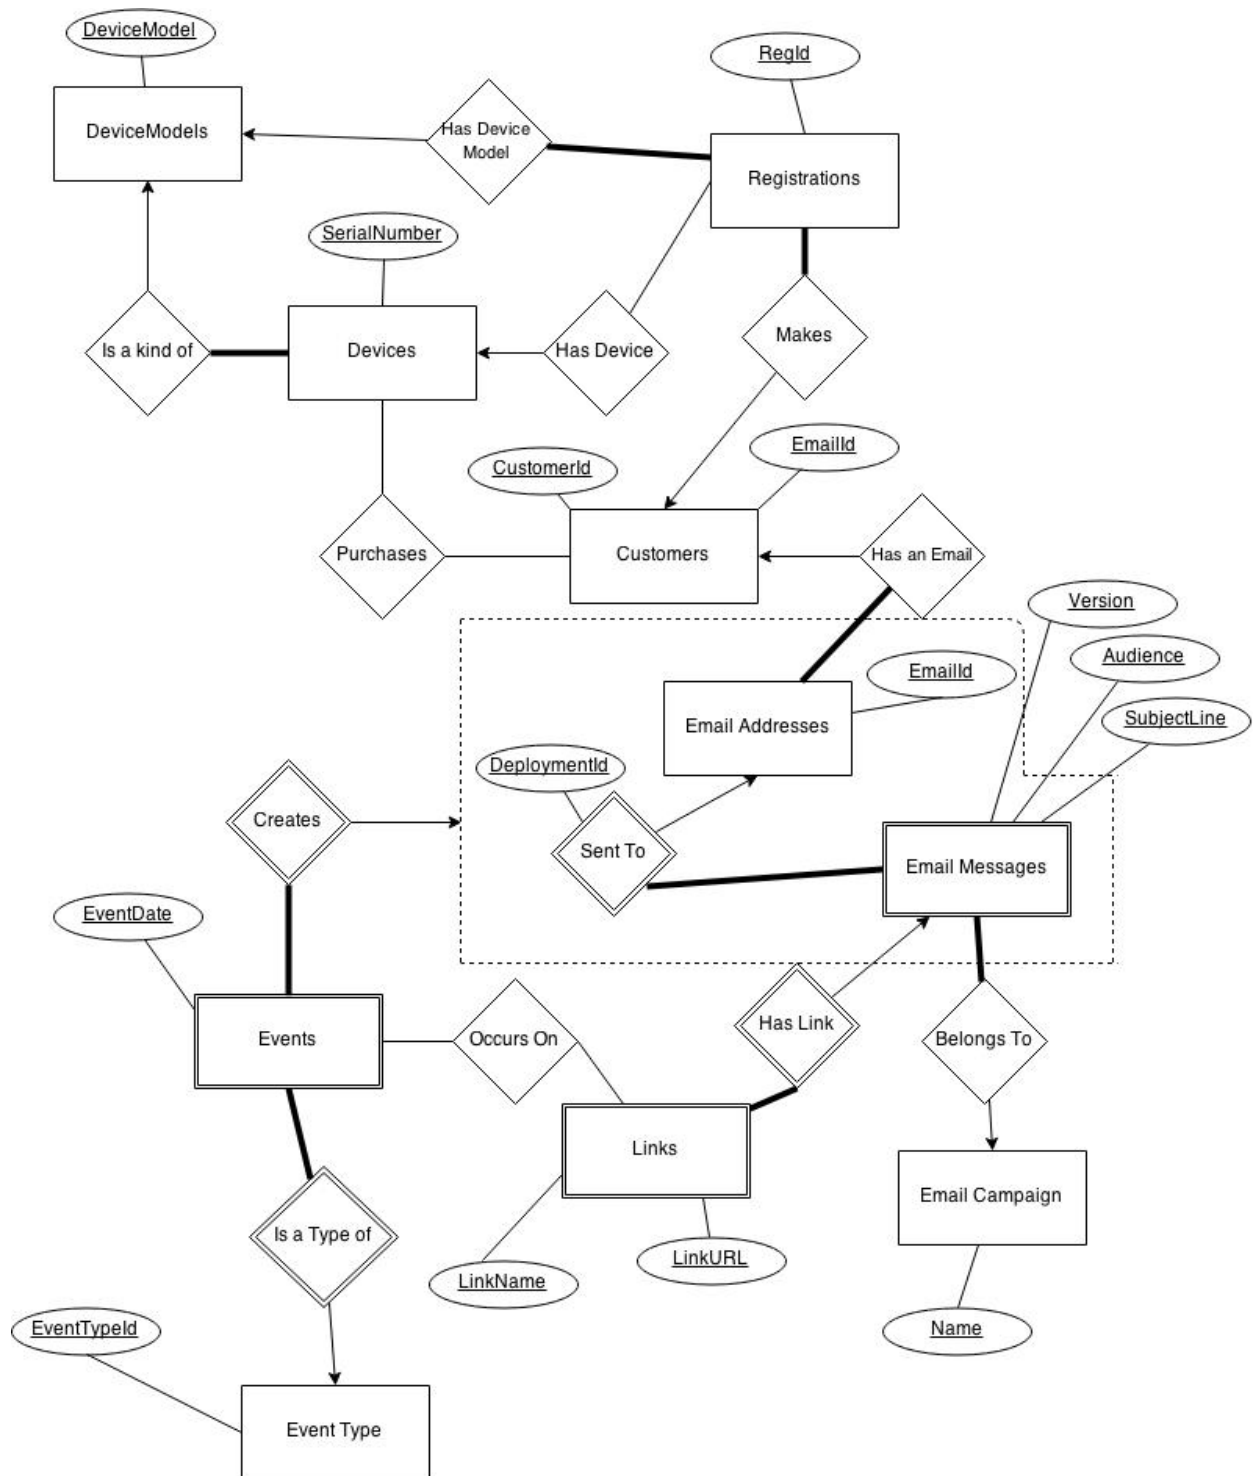 DeviceModel
RegId
DeviceModels
Has Device
Model
Registrations
SerialNumber
Is a kind of
Devices
Has Device
Makes
CustomerId
EmailId
Purchases
Customers
Has an Email
Version
Audience
EmailId
SubjectLine
Email Addresses
DeploymentId
Creates
Sent To
Email Messages
EventDate
Events
Occurs On
Has Link
Belongs To
Links
Email Campaign
Is a Type of
LinkName
LinkURL
EventTypeId
Name
Event Type